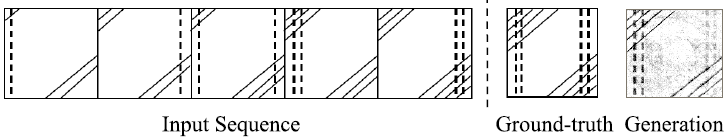 Input Sequence
Ground-truth
Generation